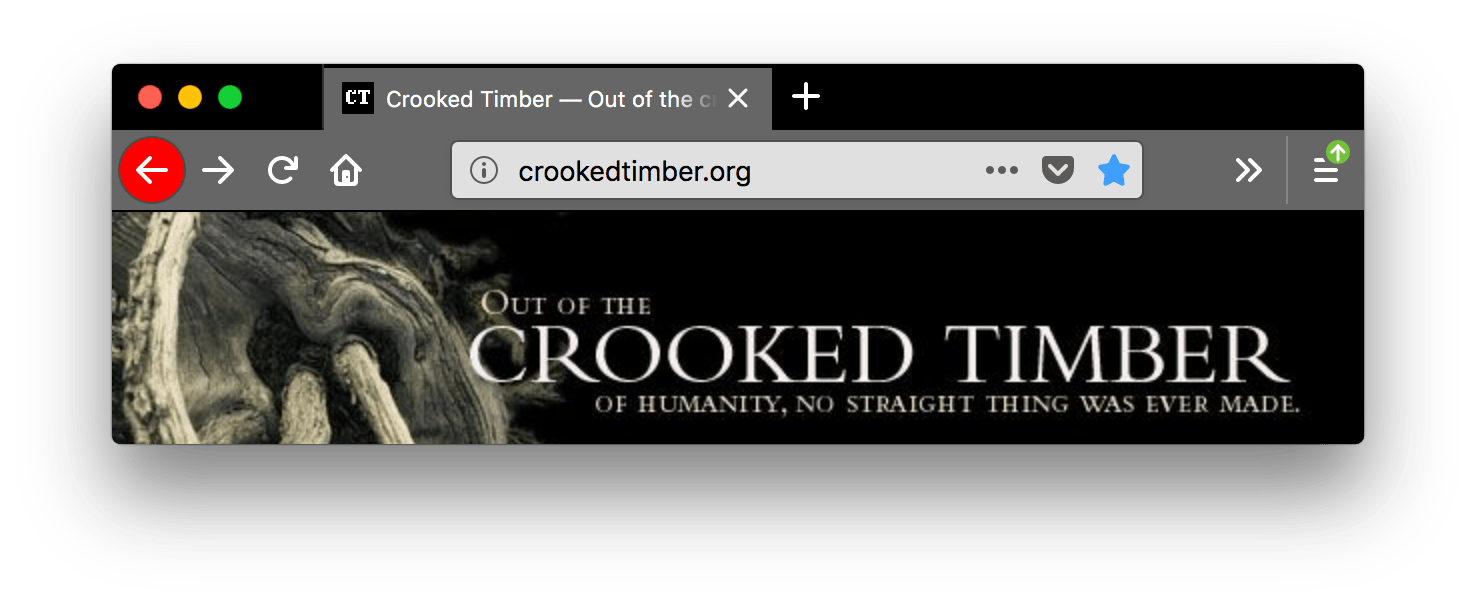 CT Crooked Timber — Out of the c
crookedtimber.org
OUT OF THE
CROOKED TIMBER
OF HUMANITY, NO STRAIGHT THING WAS EVER MADE.